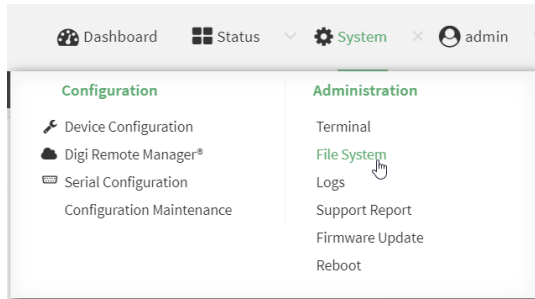 Dashboard Status System admin
Configuration
Device Configuration
Digi Remote Manager®
Serial Configuration
Configuration Maintenance
Administration
Terminal
File System
Logs
Support Report
Firmware Update
Reboot